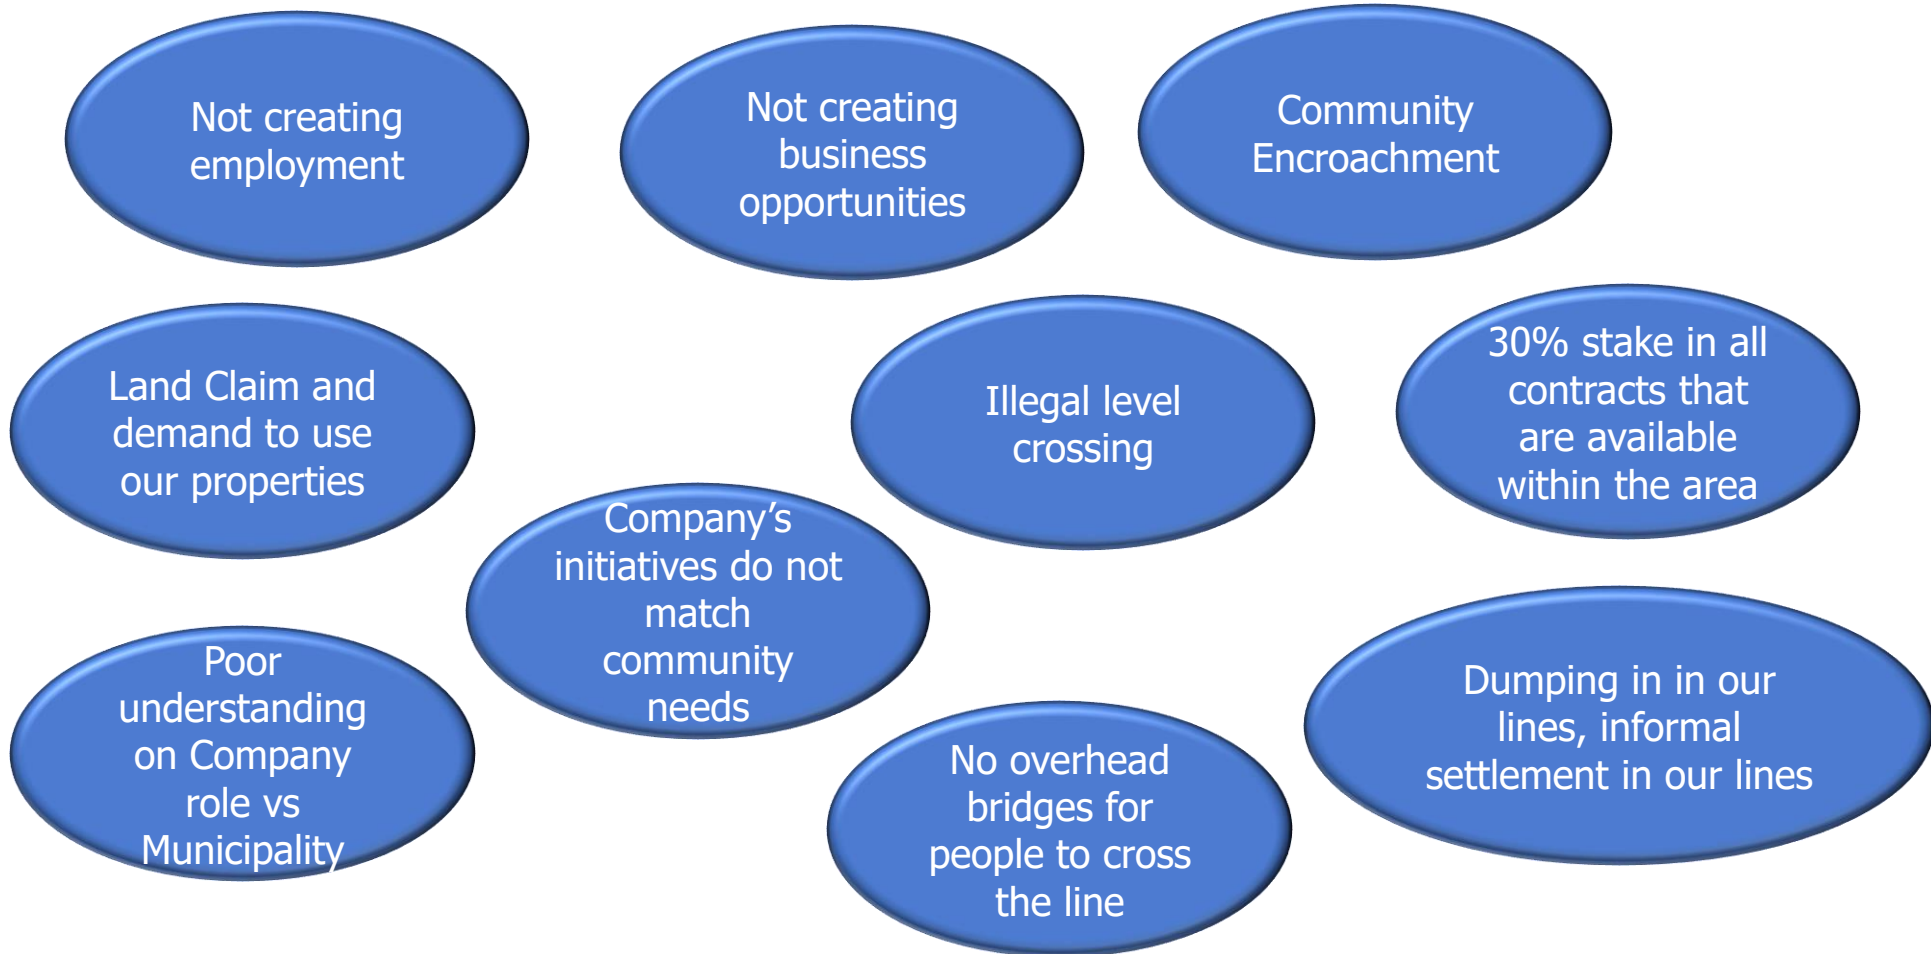 Not creating
employment
Not creating
business
opportunities
Community
Encroachment
Land Claim and
demand to use
our properties
Illegal level
crossing
30% stake in all
contracts that
are available
within the area
Company’s
initiatives do not
match
community
needs
Poor
understanding
on Company
role vs
Municipality
No overhead
bridges for
people to cross
the line
Dumping in in our
lines, informal
settlement in our lines